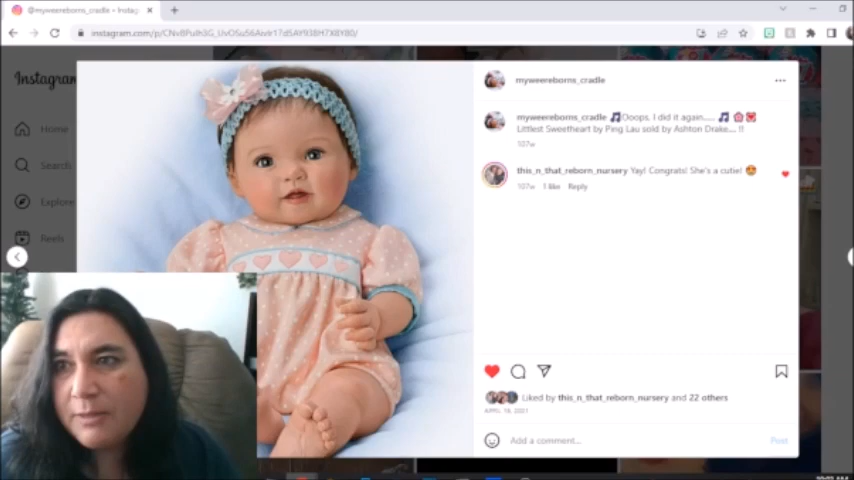 @myweereborns_cradle • Instag
instagram.com/p/CNvBPulh3G_
Instagram
myweereborns_cradle
myweereborns_cradle 🎵Ooops, I did it again..... 🎵 🌸 💟
Littlest Sweetheart by Ping Lau sold by Ashton Drake.... !!
107w
this_n_that_reborn_nursery Yay! Congrats! She's a cutie! 😍
107w 1 like Reply
Home
Search
Explore
Reels
Liked by this_n_that_reborn_nursery and 22 others
APRIL 16, 2021
Add a comment...
Post